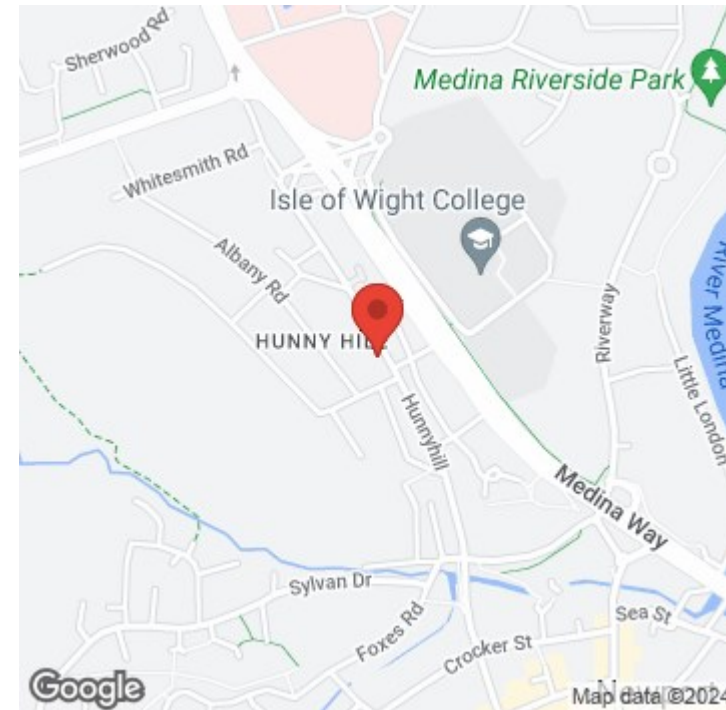 Sherwood Rd
Medina Riverside Park
Whitesmith Rd
Isle of Wight College
Albany Rd
River Medina
Riverway
HUNNY HILL
Little London
Hunnyhill
Medina Way
Sylvan Dr
Foxes Rd
Sea St
Crocker St
Google
Map data ©2024